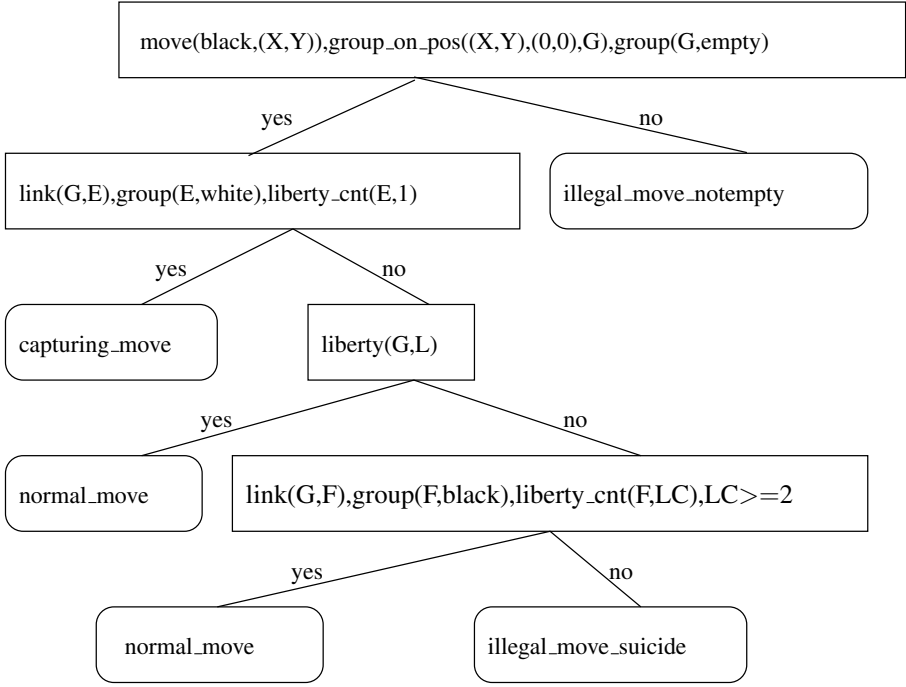 move(black,(X,Y)),group_on_pos((X,Y),(0,0),G),group(G,empty)
yes
no
link(G,E),group(E,white),liberty_cnt(E,1)
illegal_move_notempty
yes
no
capturing_move
liberty(G,L)
yes
no
normal_move
link(G,F),group(F,black),liberty_cnt(F,LC),LC>=2
yes
no
normal_move
illegal_move_suicide